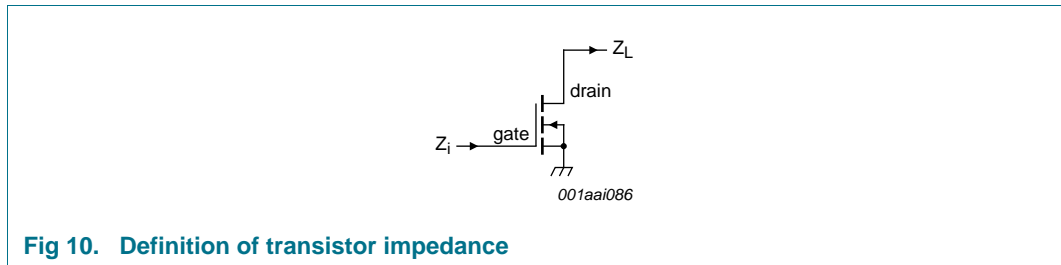 Z_L
drain
gate
Z_i
001aai086
Fig 10. Definition of transistor impedance